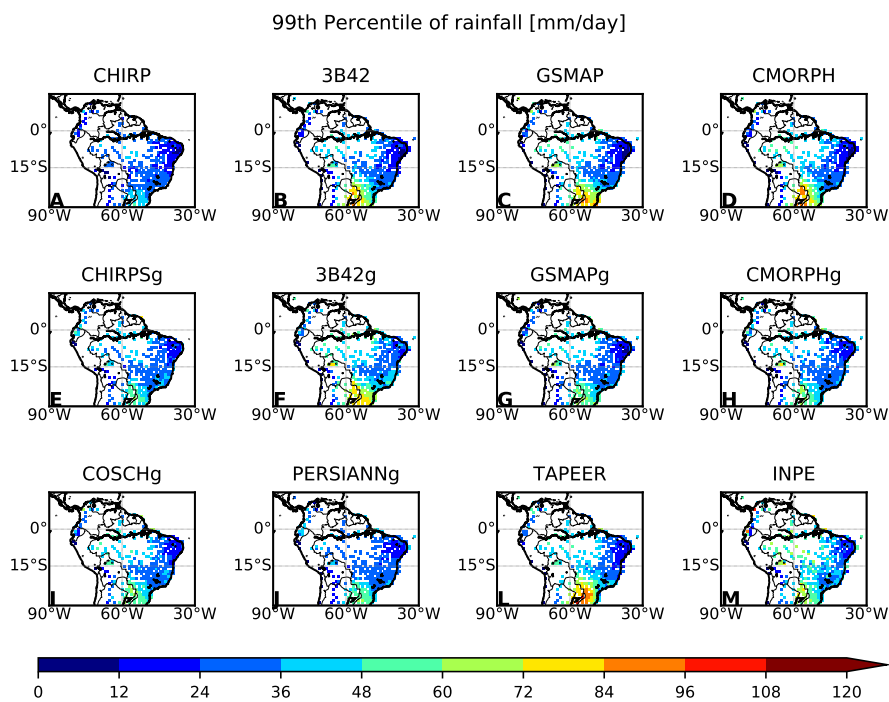 99th Percentile of rainfall [mm/day]
CHIRP 3B42 GSMAP CMORPH
0° 0° 0° 0°
15°S 15°S 15°S 15°S
A B C D
90°W 60°W 30°W 90°W 60°W 30°W 90°W 60°W 30°W 90°W 60°W 30°W
CHIRPSg 3B42g GSMAPg CMORPHg
0° 0° 0° 0°
15°S 15°S 15°S 15°S
E F G H
90°W 60°W 30°W 90°W 60°W 30°W 90°W 60°W 30°W 90°W 60°W 30°W
COSCHg PERSIANNg TAPEER INPE
0° 0° 0° 0°
15°S 15°S 15°S 15°S
L M
90°W 60°W 30°W 90°W 60°W 30°W 90°W 60°W 30°W 90°W 60°W 30°W
0 12 24 36 48 60 72 84 96 108 120